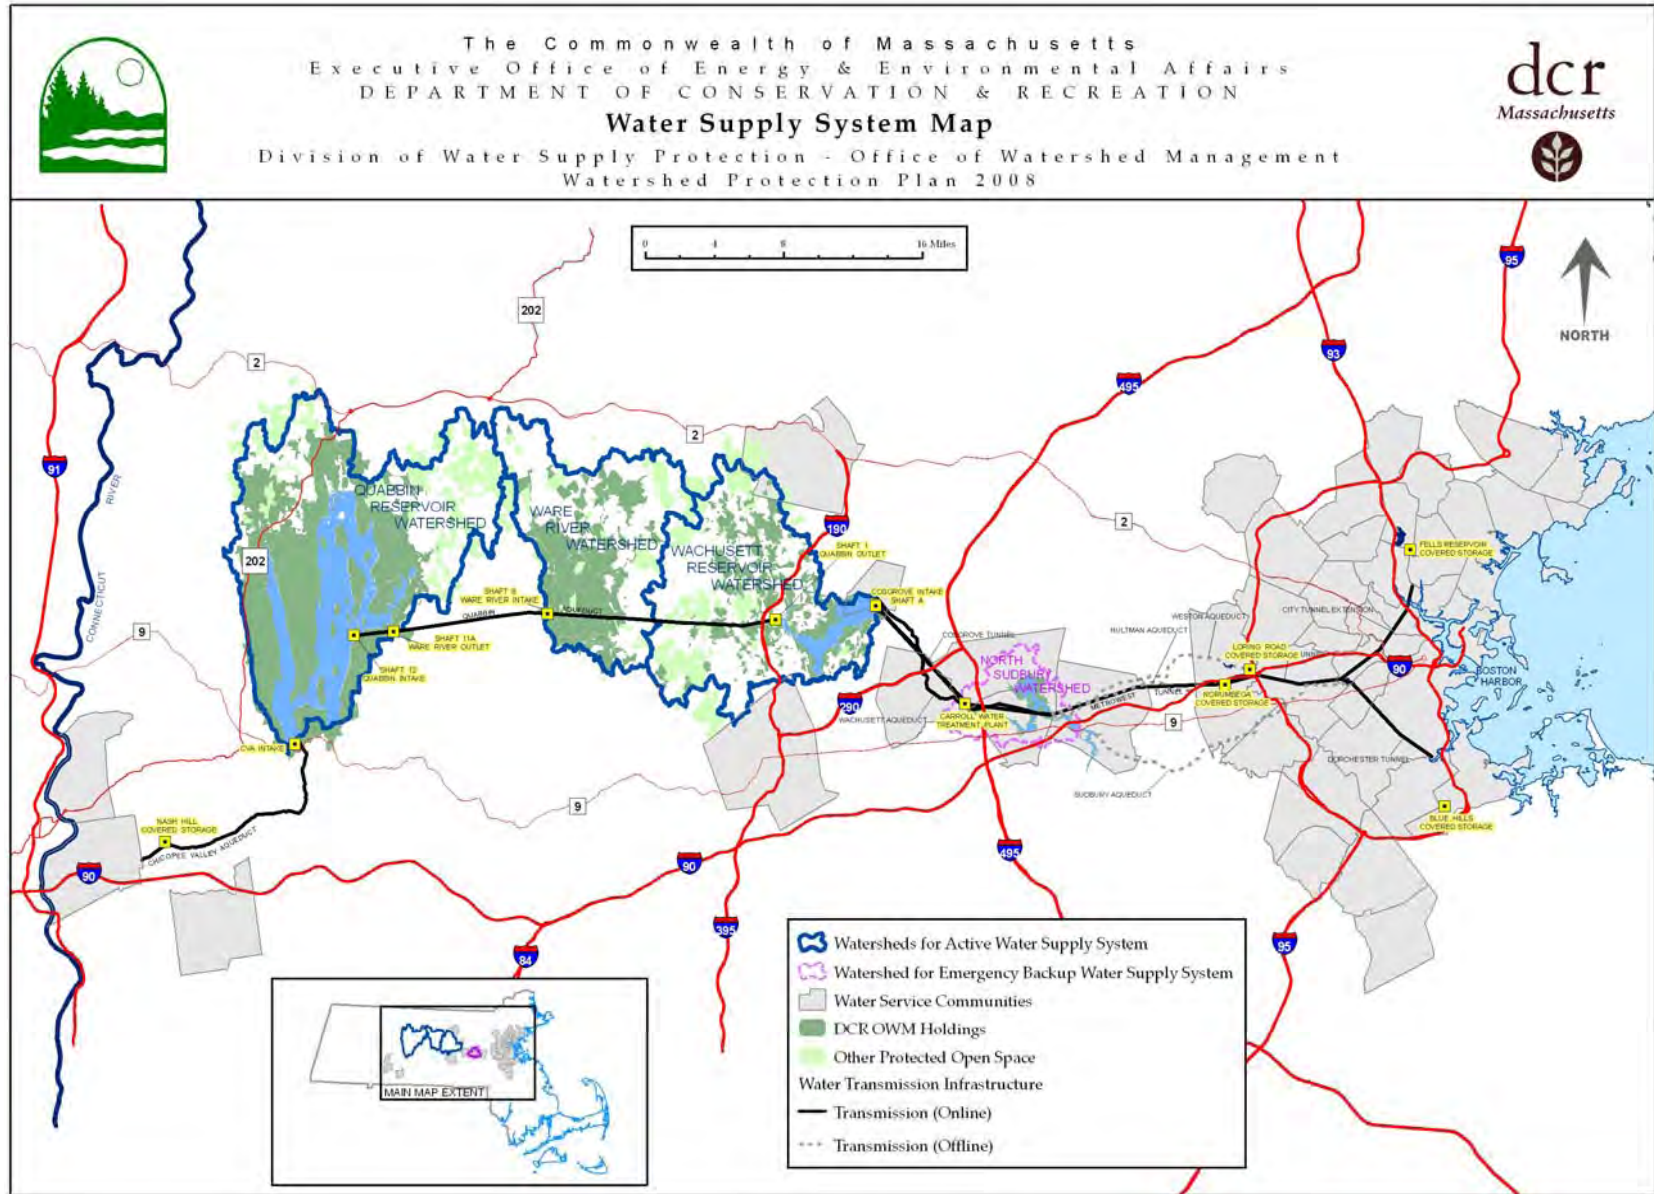 The Commonwealth of Massachusetts
Executive Office of Energy & Environmental Affairs
DEPARTMENT OF CONSERVATION & RECREATION
Water Supply System Map
Division of Water Supply Protection - Office of Watershed Management
Watershed Protection Plan 2008
dcr
Massachusetts
0 4 8 16 Miles
NORTH
95
202
93
2
495
2
91
RIVER
CONNECTICUT
QUABBIN
RESERVOIR
WATERSHED
WARE
RIVER
WATERSHED
WACHUSETT
RESERVOIR
WATERSHED
190
2
SHAFT 1
QUABBIN OUTLET
FELLS RESERVOIR
COVERED STORAGE
202
SHAFT 8
WARE RIVER INTAKE
QUABBIN
AQUEDUCT
COSGROVE INTAKE
SHAFT A
CITY TUNNEL EXTENSION
WESTON AQUEDUCT
HULTMAN AQUEDUCT
9
SHAFT 11A
WARE RIVER OUTLET
SHAFT 12
QUABBIN INTAKE
COSGROVE TUNNEL
NORTH
SUDBURY
WATERSHED
LORING ROAD
COVERED STORAGE
90
BOSTON
HARBOR
METROWEST
TUNNEL
NORUMBEGA
COVERED STORAGE
290
WACHUSETT AQUEDUCT
CARROLL WATER
TREATMENT PLANT
9
CVA INTAKE
DORCHESTER TUNNEL
SUDBURY AQUEDUCT
9
NASH HILL
COVERED STORAGE
CHICOPEE VALLEY AQUEDUCT
BLUE HILLS
COVERED STORAGE
90
90
495
395
84
95
MAIN MAP EXTENT
Watersheds for Active Water Supply System
Watershed for Emergency Backup Water Supply System
Water Service Communities
DCR OWM Holdings
Other Protected Open Space
Water Transmission Infrastructure
Transmission (Online)
Transmission (Offline)